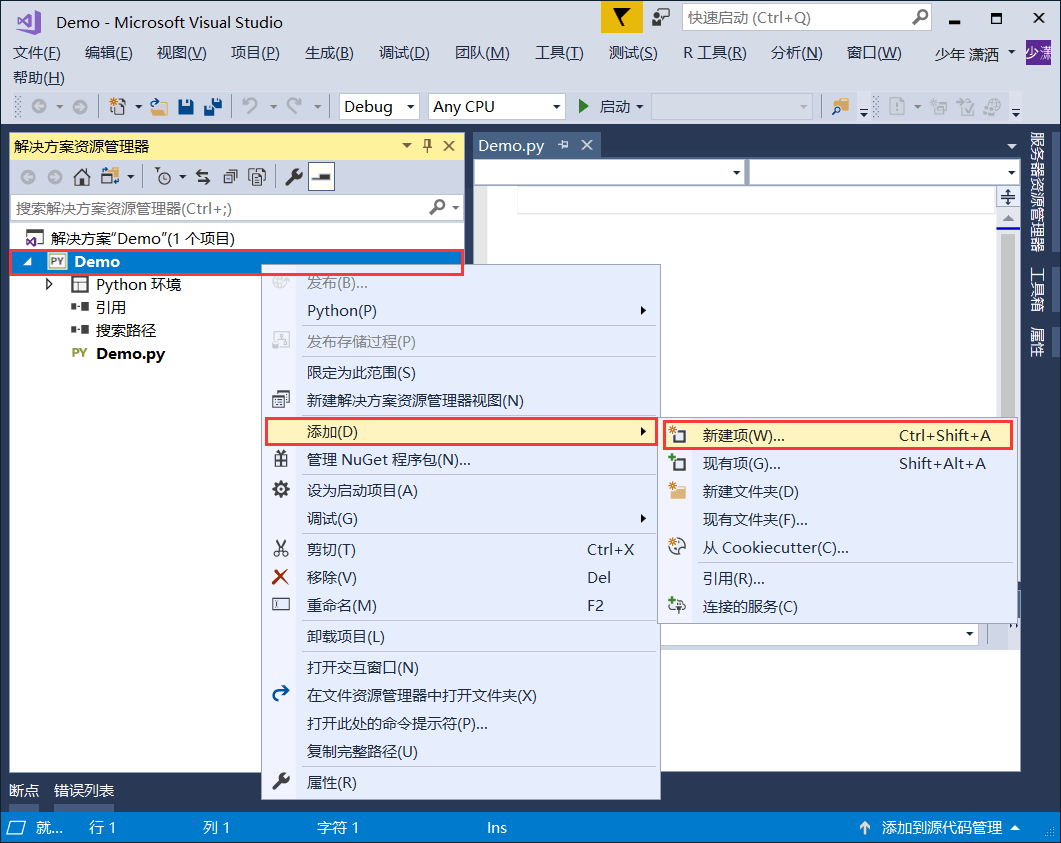 Demo - Microsoft Visual Studio
快速启动 (Ctrl+Q)
文件(F) 编辑(E) 视图(V) 项目(P) 生成(B) 调试(D) 团队(M) 工具(T) 测试(S) R 工具(R) 分析(N) 窗口(W) 少年 潇洒 少潇
帮助(H)
Debug Any CPU 启动
解决方案资源管理器
搜索解决方案资源管理器(Ctrl+;)
解决方案"Demo"(1 个项目)
PY Demo
Python 环境
引用
搜索路径
PY Demo.py
Demo.py
服务器资源管理器
工具箱
属性
发布(B)...
Python(P)
发布存储过程(P)
限定为此范围(S)
新建解决方案资源管理器视图(N)
添加(D)
管理 NuGet 程序包(N)...
设为启动项目(A)
调试(G)
剪切(T) Ctrl+X
移除(V) Del
重命名(M) F2
卸载项目(L)
打开交互窗口(N)
在文件资源管理器中打开文件夹(X)
打开此处的命令提示符(P)...
复制完整路径(U)
属性(R)
新建项(W)... Ctrl+Shift+A
现有项(G)... Shift+Alt+A
新建文件夹(D)
现有文件夹(F)...
从 Cookiecutter(C)...
引用(R)...
连接的服务(C)
断点 错误列表
就... 行 1 列 1 字符 1 Ins 添加到源代码管理